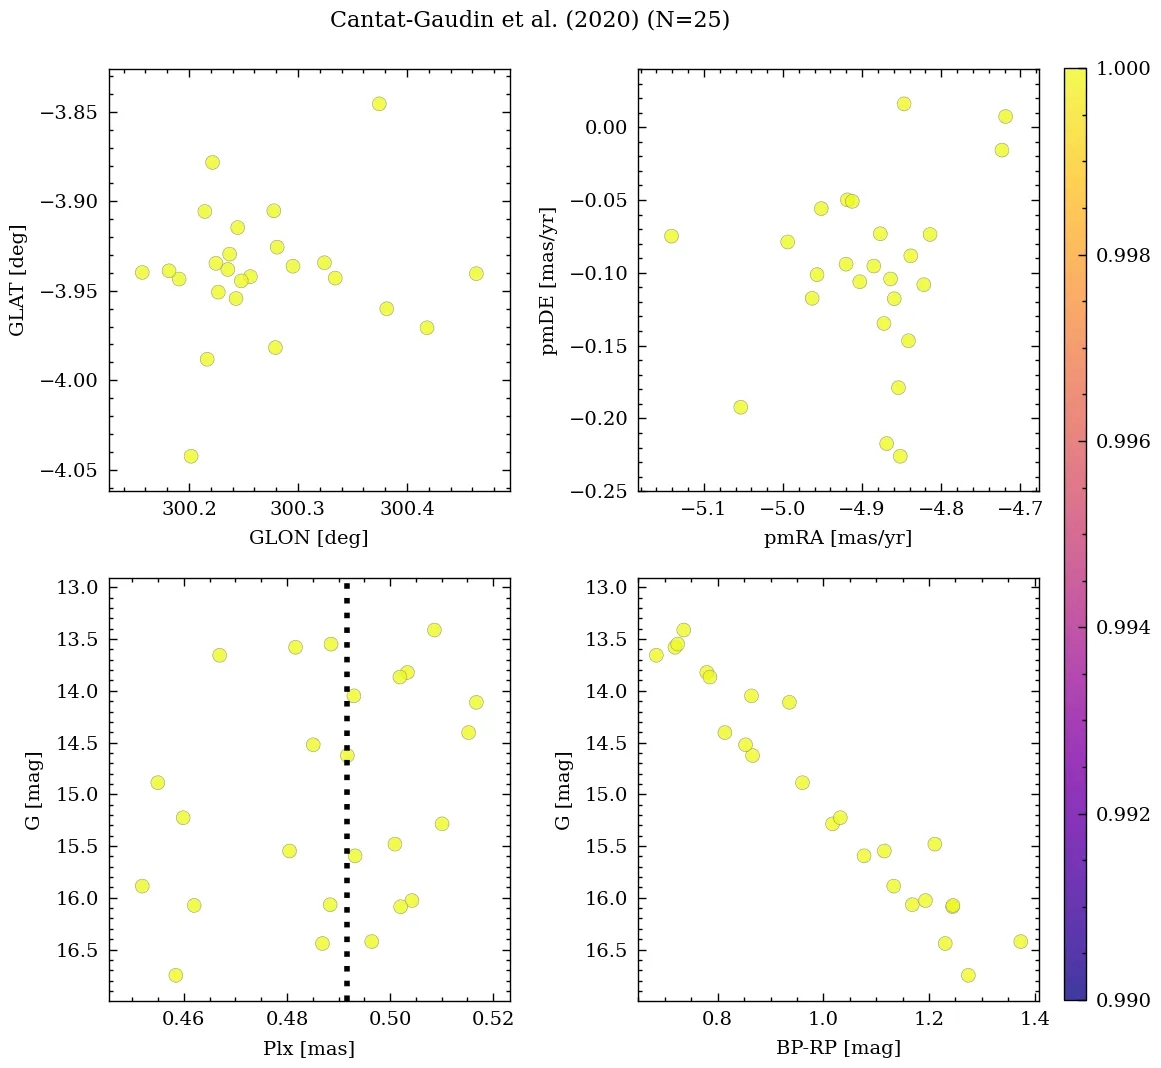 Cantat-Gaudin et al. (2020) (N=25)
−3.85
−3.90
−3.95
−4.00
−4.05
GLAT [deg]
300.2 300.3 300.4
GLON [deg]
0.00
−0.05
−0.10
−0.15
−0.20
−0.25
pmDE [mas/yr]
−5.1 −5.0 −4.9 −4.8 −4.7
pmRA [mas/yr]
13.0
13.5
14.0
14.5
15.0
15.5
16.0
16.5
G [mag]
0.46 0.48 0.50 0.52
Plx [mas]
13.0
13.5
14.0
14.5
15.0
15.5
16.0
16.5
G [mag]
0.8 1.0 1.2 1.4
BP-RP [mag]
1.000
0.998
0.996
0.994
0.992
0.990